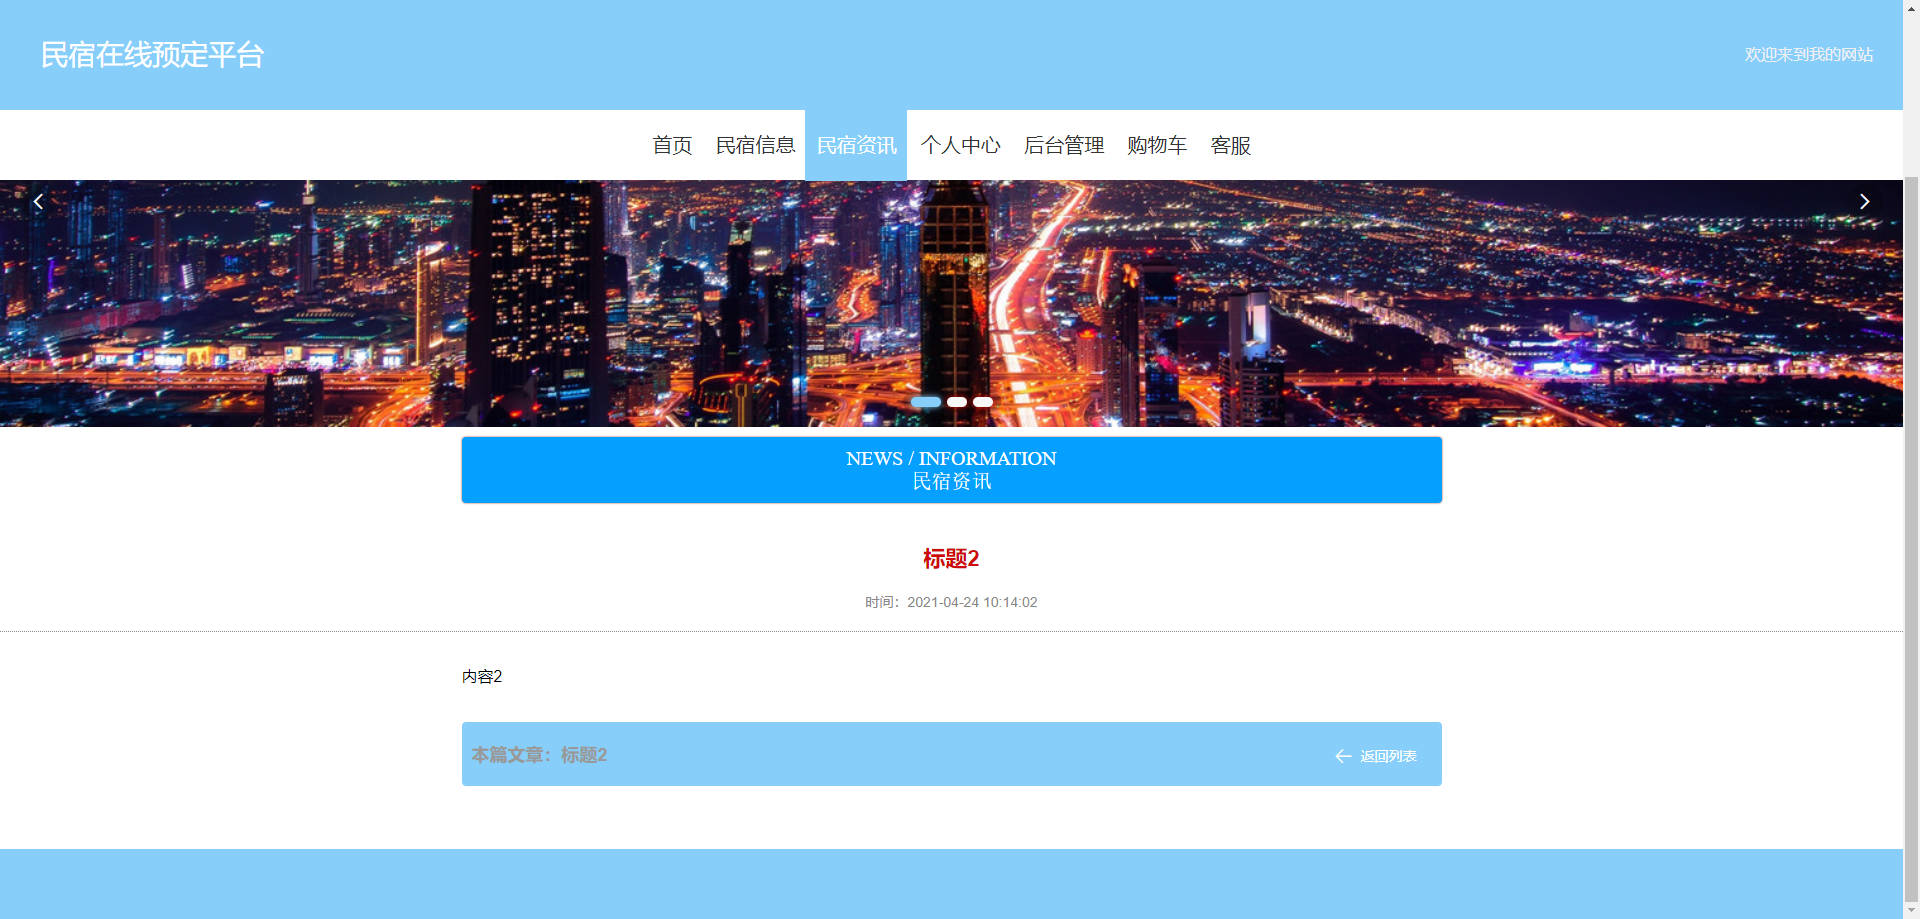 民宿在线预定平台
欢迎来到我的网站
首页 民宿信息 民宿资讯 个人中心 后台管理 购物车 客服
NEWS / INFORMATION
民宿资讯
标题2
时间：2021-04-24 10:14:02
内容2
本篇文章：标题2
返回列表